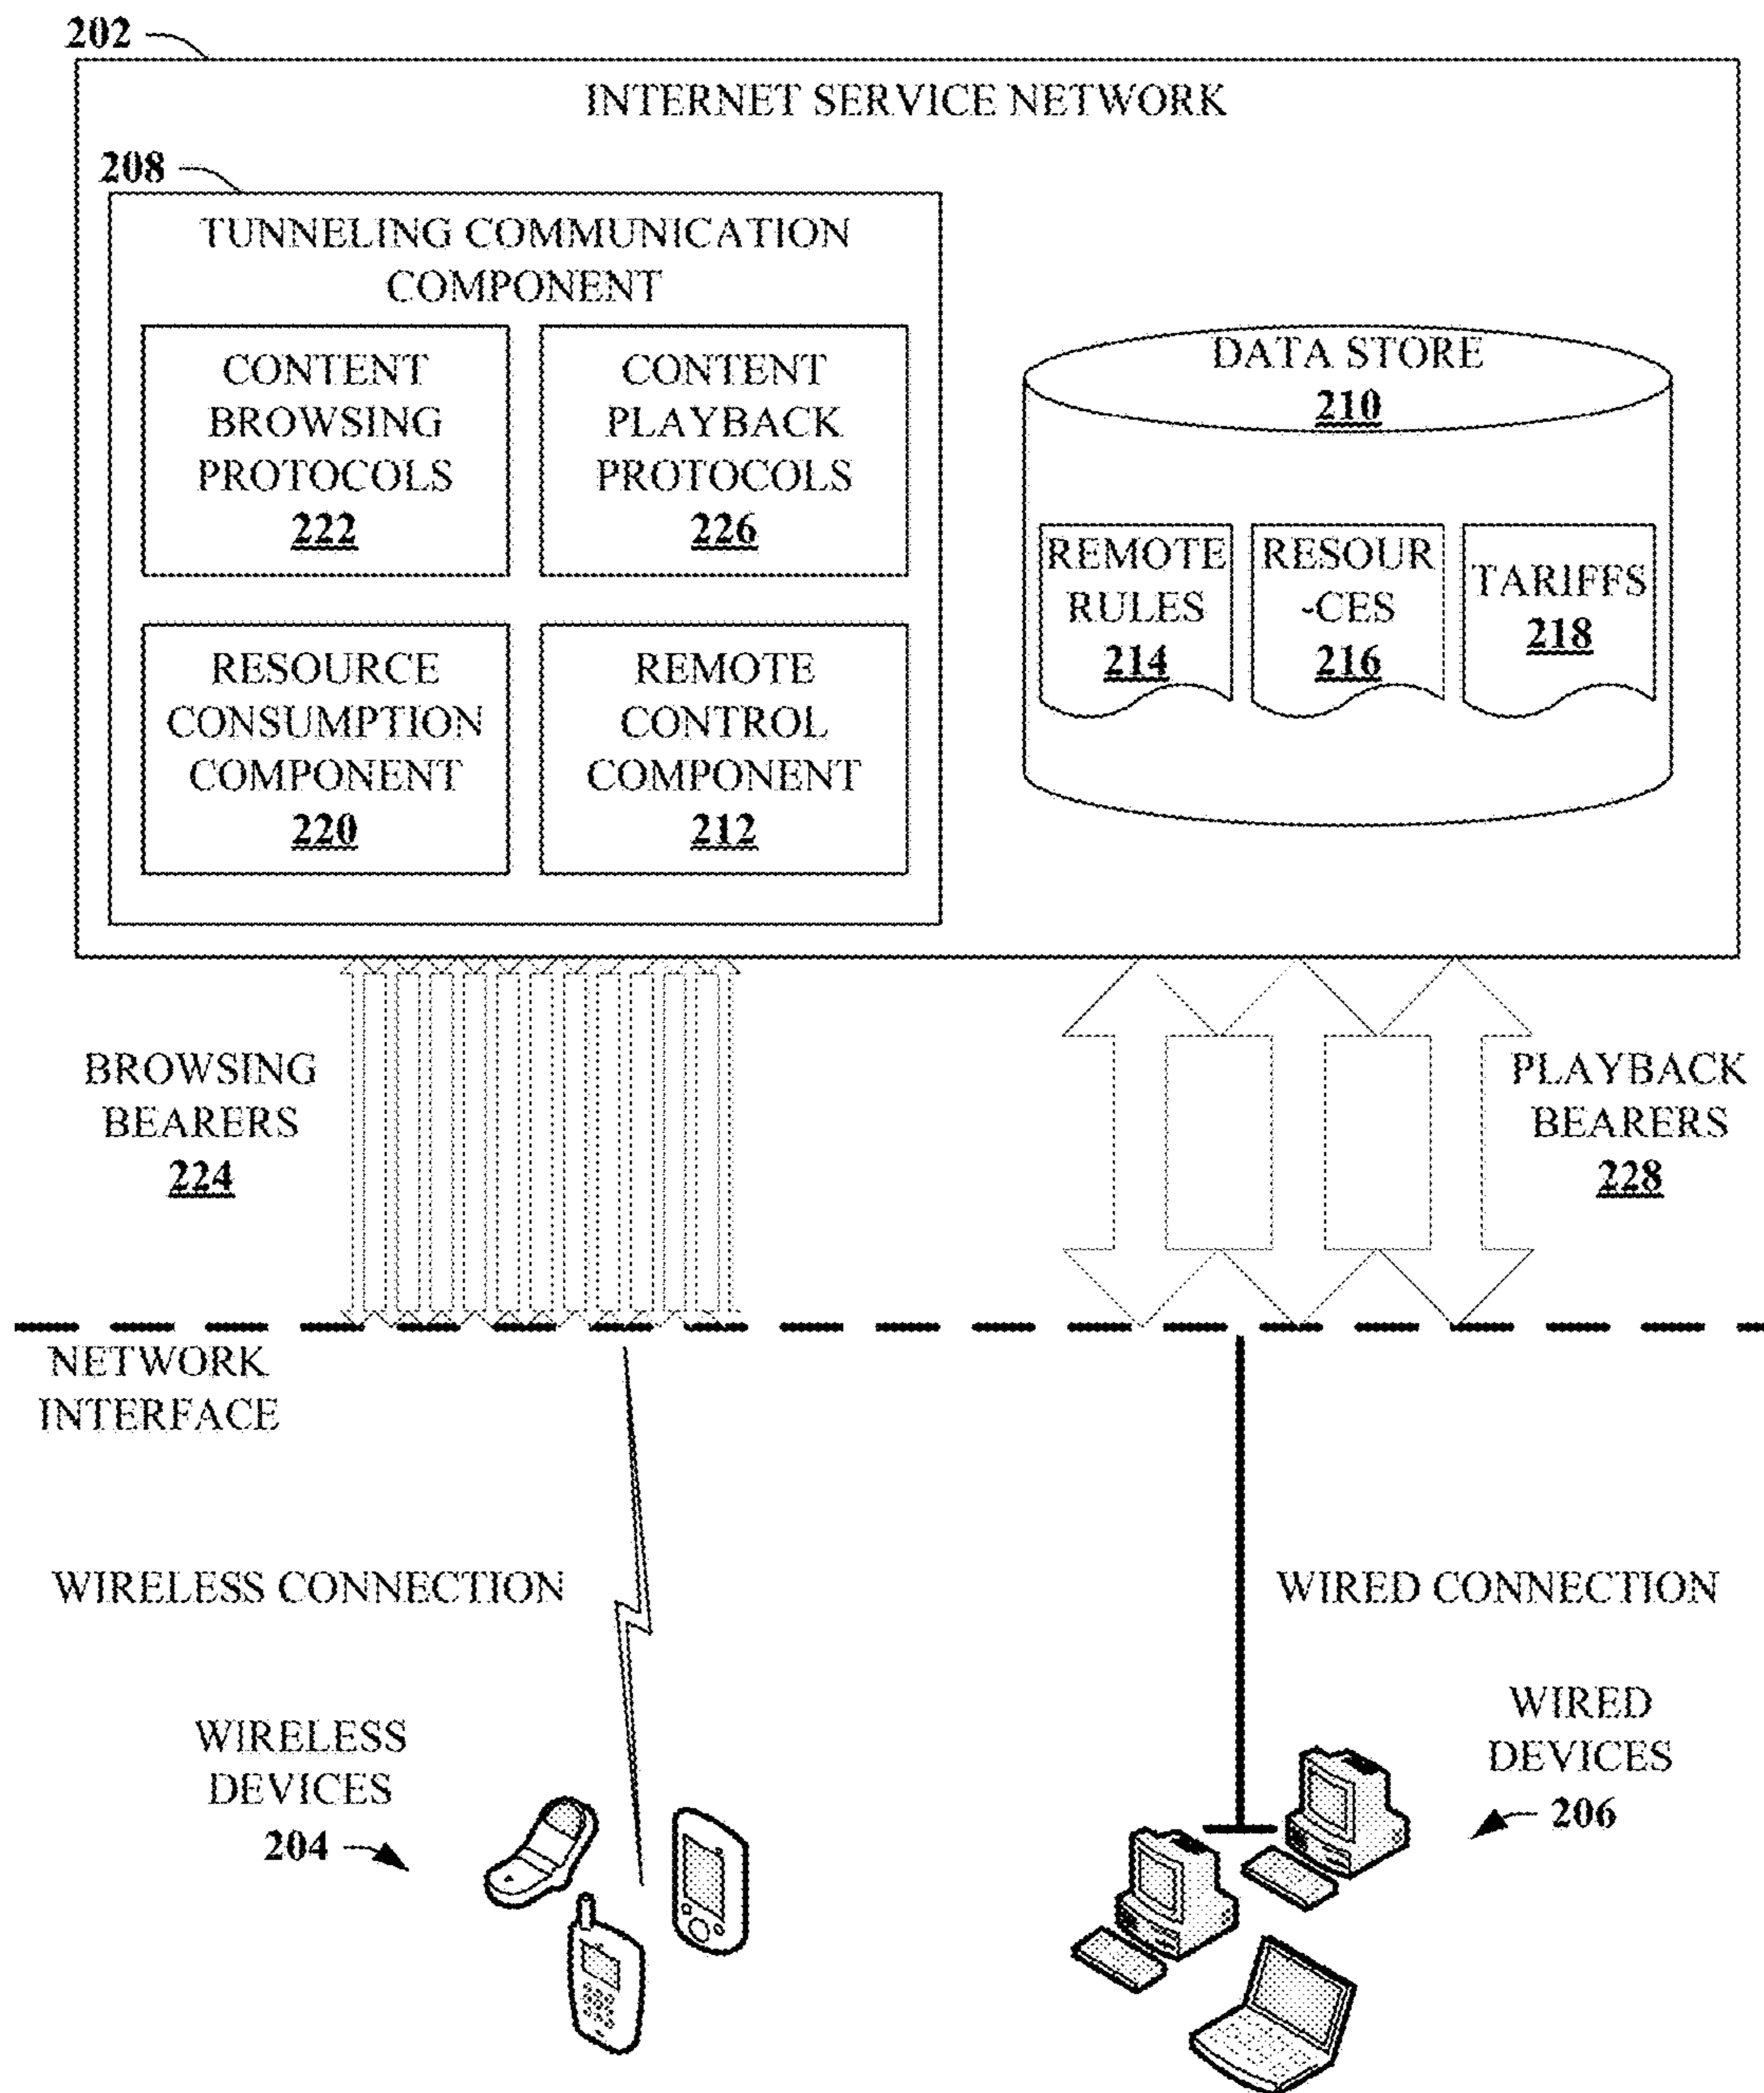 202
INTERNET SERVICE NETWORK
208
TUNNELING COMMUNICATION
COMPONENT
CONTENT
BROWSING
PROTOCOLS
222
CONTENT
PLAYBACK
PROTOCOLS
226
RESOURCE
CONSUMPTION
COMPONENT
220
REMOTE
CONTROL
COMPONENT
212
DATA STORE
210
REMOTE
RULES
214
RESOUR
-CES
216
TARIFFS
218
BROWSING
BEARERS
224
PLAYBACK
BEARERS
228
NETWORK
INTERFACE
WIRELESS CONNECTION
WIRED CONNECTION
WIRELESS
DEVICES
204
WIRED
DEVICES
206